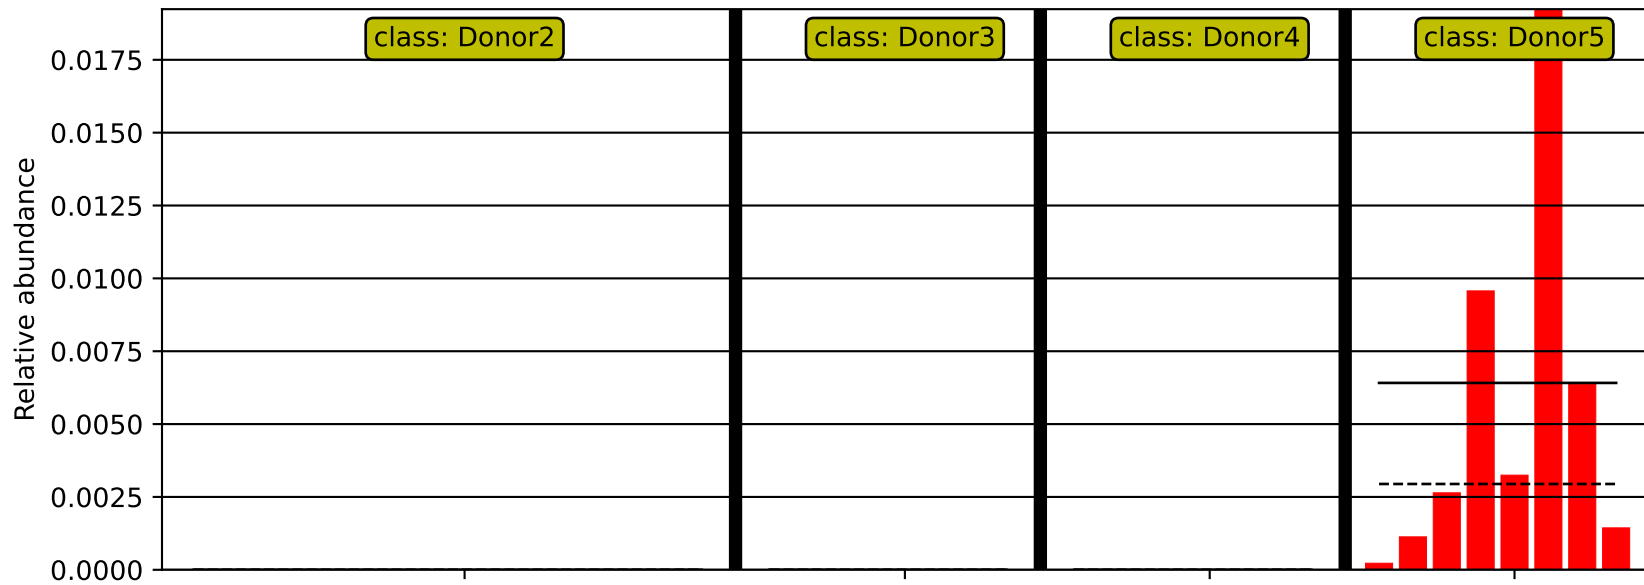 class: Donor2
class: Donor3
class: Donor4
class: Donor5
Relative abundance
0.0175
0.0150
0.0125
0.0100
0.0075
0.0050
0.0025
0.0000